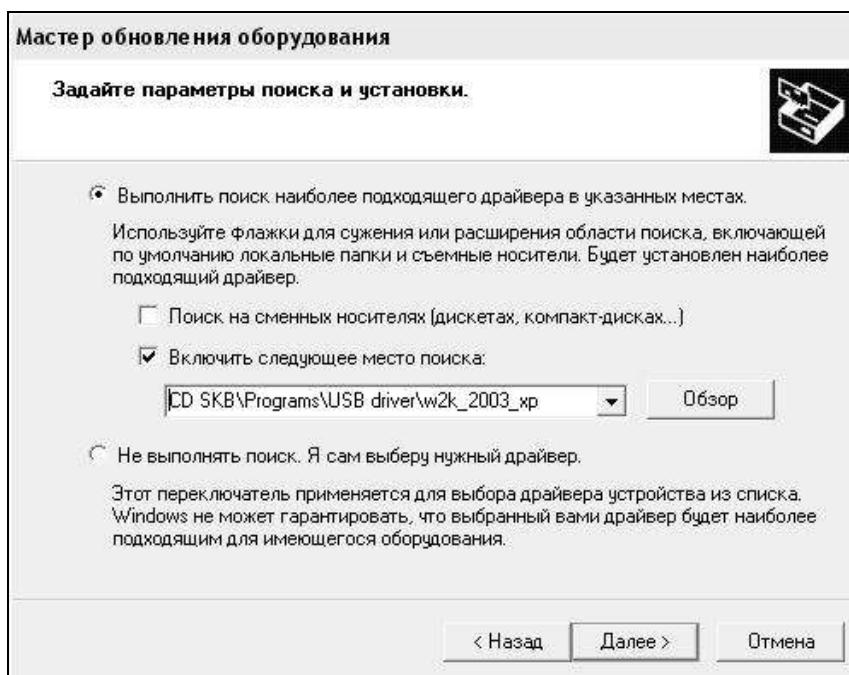 Мастер обновления оборудования
Задайте параметры поиска и установки.
Выполнить поиск наиболее подходящего драйвера в указанных местах.
Используйте флажки для сужения или расширения области поиска, включающей
по умолчанию локальные папки и съемные носители. Будет установлен наиболее
подходящий драйвер.
Поиск на сменных носителях (дискетах, компакт-дисках...)
Включить следующее место поиска:
CD SKB\Programs\USB driver\w2k_2003_xp
Обзор
Не выполнять поиск. Я сам выберу нужный драйвер.
Этот переключатель применяется для выбора драйвера устройства из списка.
Windows не может гарантировать, что выбранный вами драйвер будет наиболее
подходящим для имеющегося оборудования.
< Назад Далее > Отмена